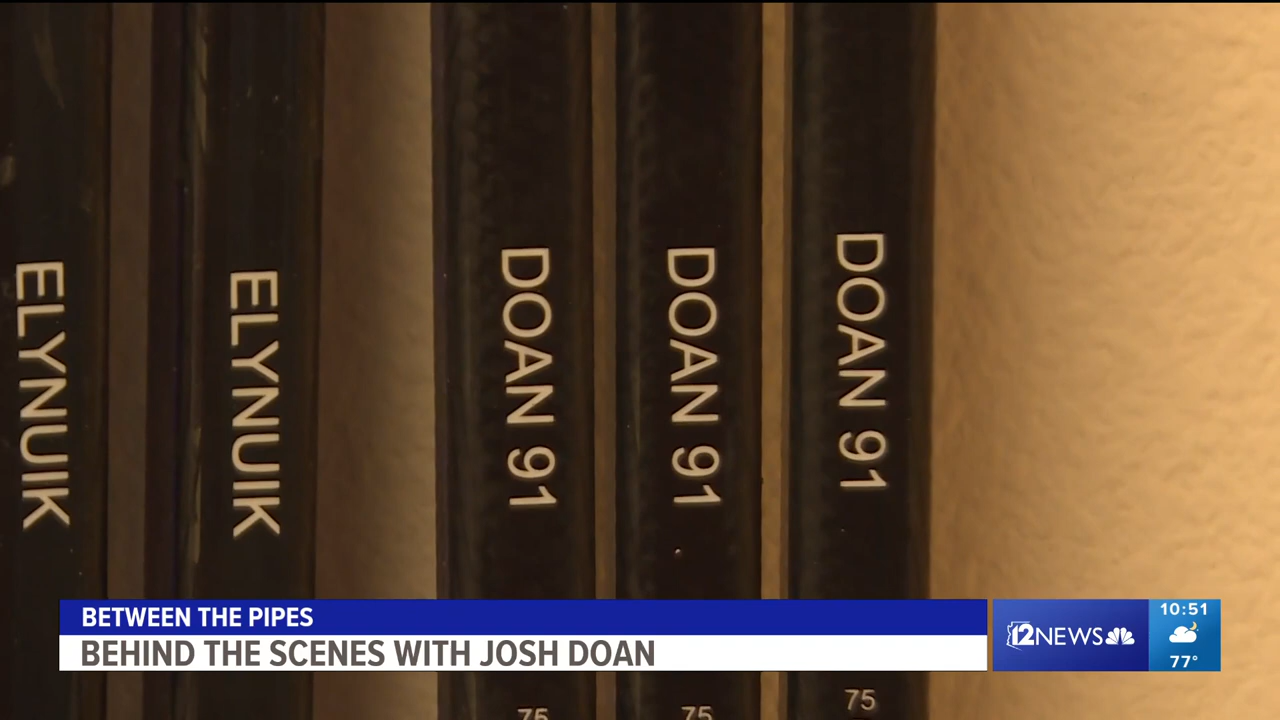 ELYNUIK
ELYNUIK
DOAN 91
DOAN 91
DOAN 91
75
75
75
BETWEEN THE PIPES
BEHIND THE SCENES WITH JOSH DOAN
12NEWS
10:51
77°